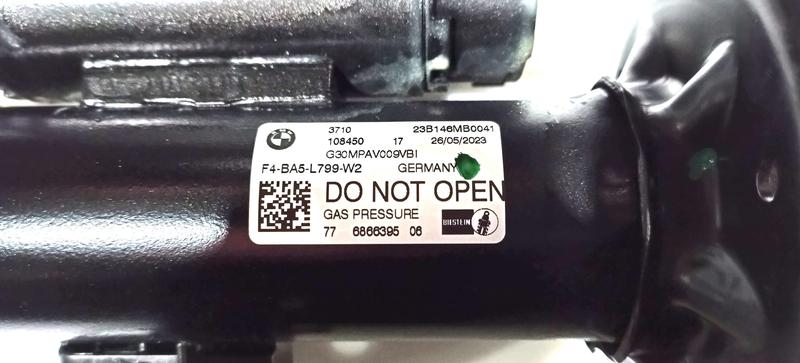 3710 23B146MB0041
108450 17 26/05/2023
G30MPAV009VBI
F4-BA5-L799-W2 GERMANY
DO NOT OPEN
GAS PRESSURE
BILSTEIN
77 6866395 06